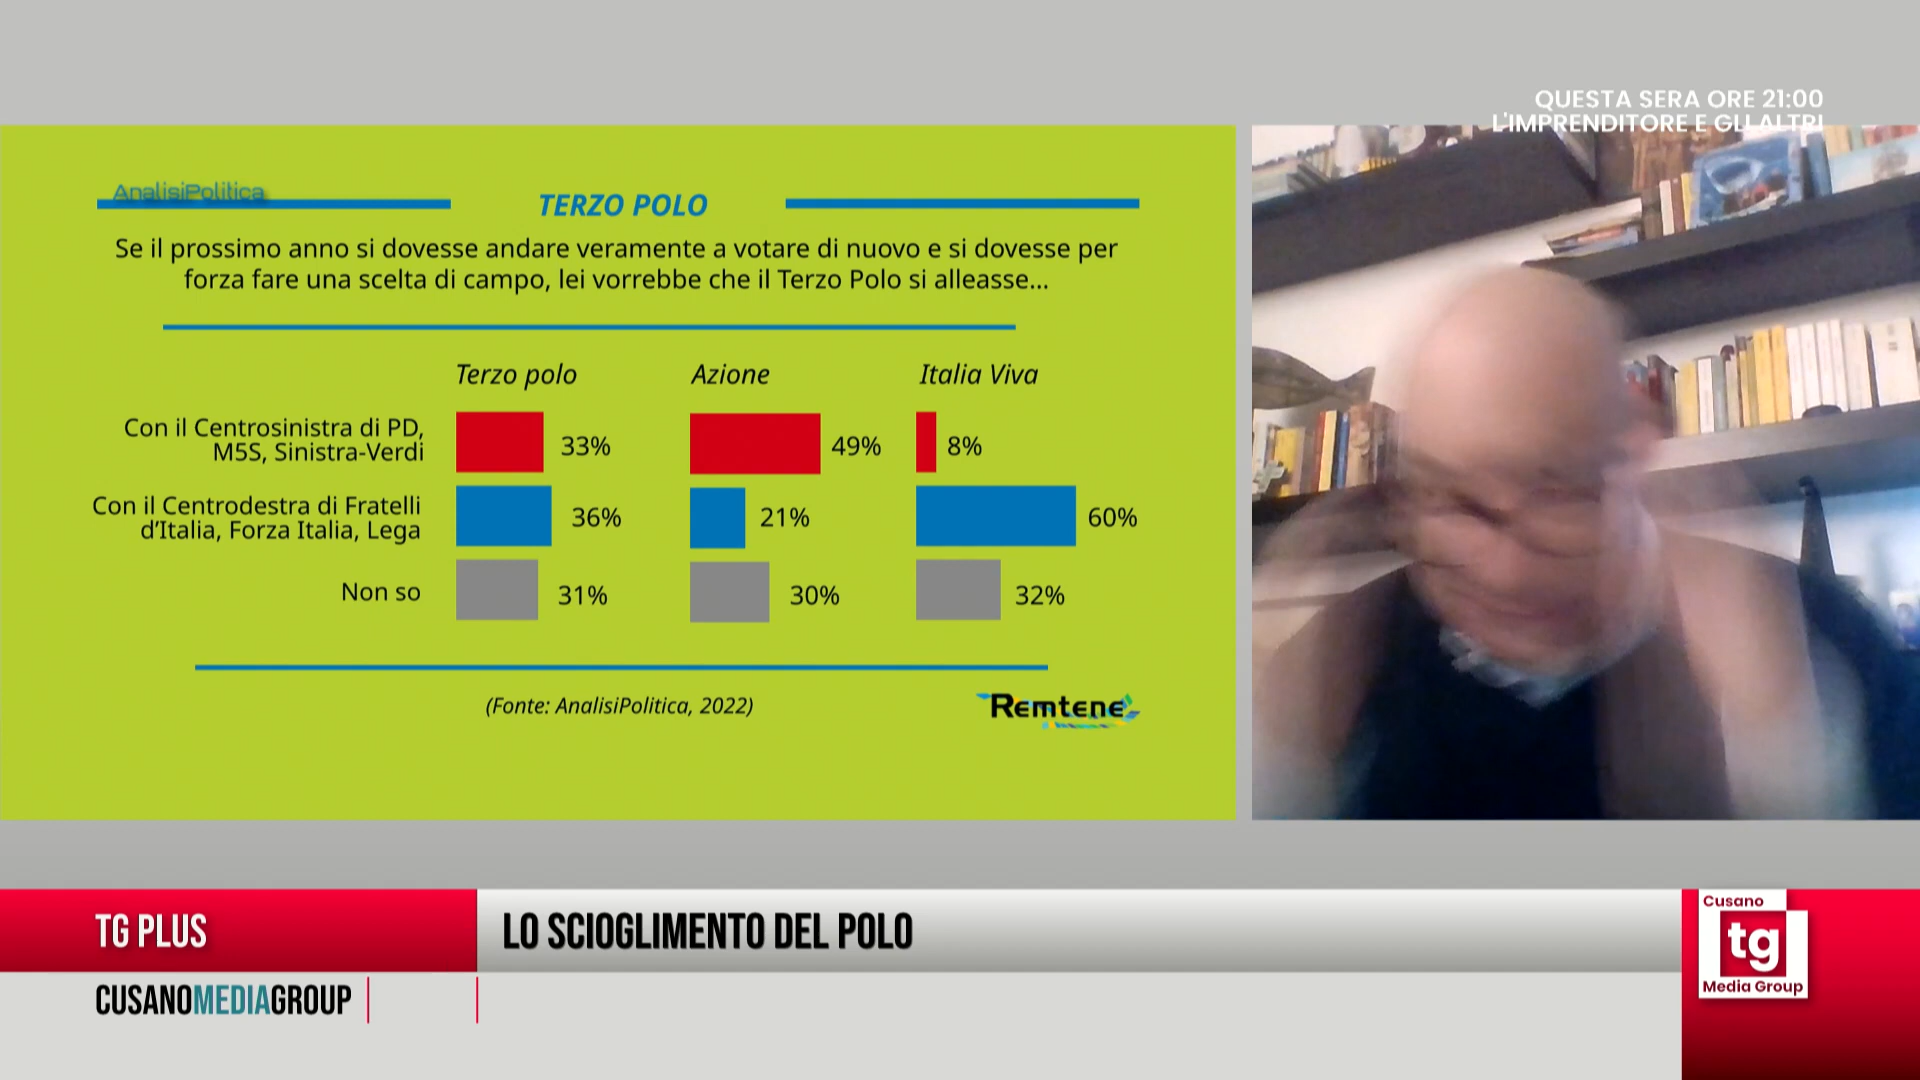 QUESTA SERA ORE 21:00
L'IMPRENDITORE E GLI ALTRI
AnalisiPolitica
TERZO POLO
Se il prossimo anno si dovesse andare veramente a votare di nuovo e si dovesse per
forza fare una scelta di campo, lei vorrebbe che il Terzo Polo si alleasse...
Terzo polo Azione Italia Viva
Con il Centrosinistra di PD,
M5S, Sinistra-Verdi
33% 49% 8%
Con il Centrodestra di Fratelli
d'Italia, Forza Italia, Lega
36% 21% 60%
Non so 31% 30% 32%
(Fonte: AnalisiPolitica, 2022)
Remtene
TG PLUS
LO SCIOGLIMENTO DEL POLO
CUSANOMEDIAGROUP
Cusano
tg
Media Group